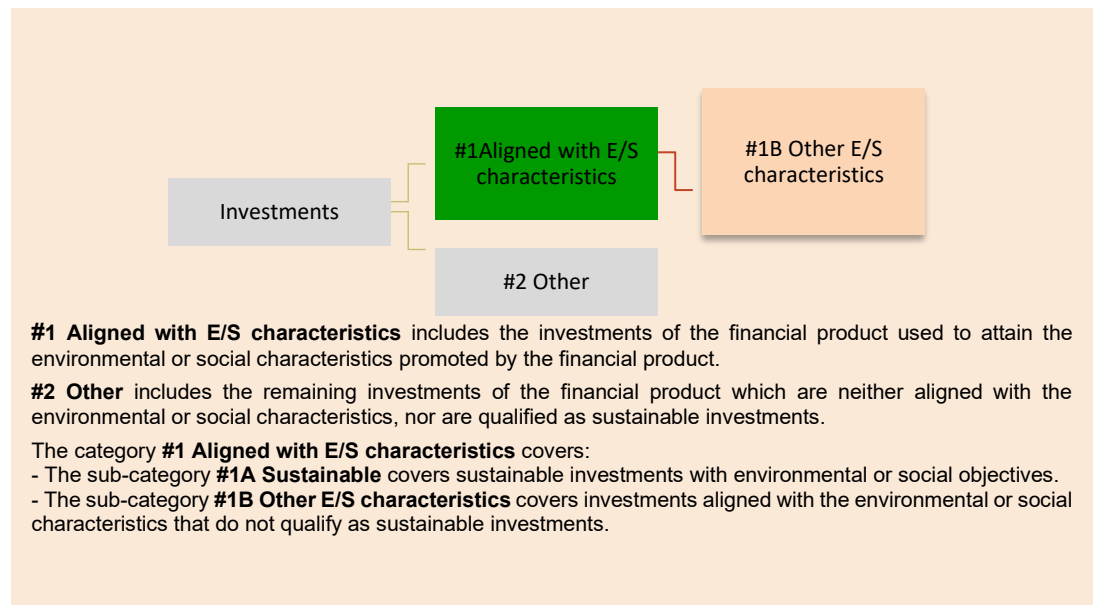 #1Aligned with E/S
characteristics
#1B Other E/S
characteristics
Investments
#2 Other
#1 Aligned with E/S characteristics includes the investments of the financial product used to attain the
environmental or social characteristics promoted by the financial product.
#2 Other includes the remaining investments of the financial product which are neither aligned with the
environmental or social characteristics, nor are qualified as sustainable investments.
The category #1 Aligned with E/S characteristics covers:
- The sub-category #1A Sustainable covers sustainable investments with environmental or social objectives.
- The sub-category #1B Other E/S characteristics covers investments aligned with the environmental or social
characteristics that do not qualify as sustainable investments.